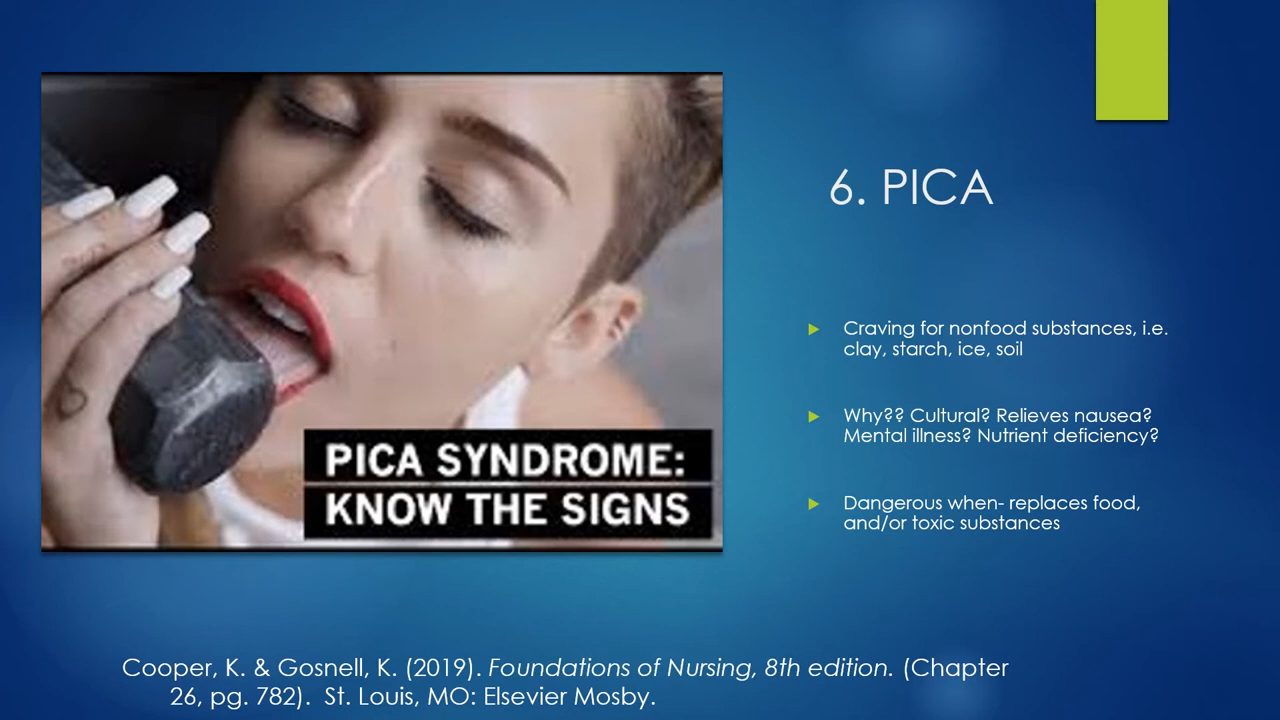 PICA SYNDROME:
KNOW THE SIGNS
6. PICA
Craving for nonfood substances, i.e.
clay, starch, ice, soil
Why?? Cultural? Relieves nausea?
Mental illness? Nutrient deficiency?
Dangerous when- replaces food,
and/or toxic substances
Cooper, K. & Gosnell, K. (2019). Foundations of Nursing, 8th edition. (Chapter
26, pg. 782).  St. Louis, MO: Elsevier Mosby.